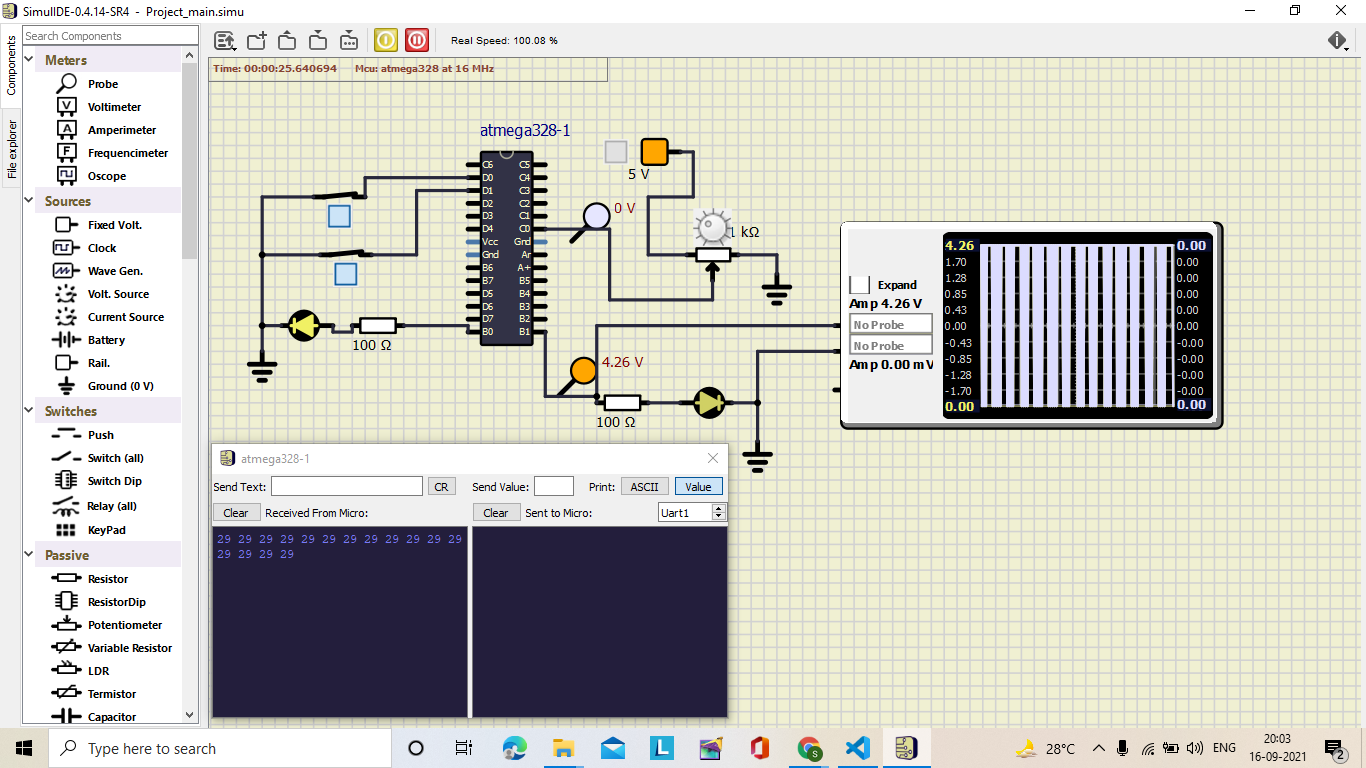 SimulIDE-0.4.14-SR4 - Project_main.simu
Components
File explorer
Search Components
Meters
Probe
Voltimeter
Amperimeter
Frequencimeter
Oscope
Sources
Fixed Volt.
Clock
Wave Gen.
Volt. Source
Current Source
Battery
Rail.
Ground (0 V)
Switches
Push
Switch (all)
Switch Dip
Relay (all)
KeyPad
Passive
Resistor
ResistorDip
Potentiometer
Variable Resistor
LDR
Termistor
Capacitor
Real Speed: 100.08 %
Time: 00:00:25.640694 Mcu: atmega328 at 16 MHz
atmega328-1
C6 C5
D0 C4
D1 C3
D2 C2
D3 C1
D4 C0
Vcc Gnd
Gnd Ar
B6 A+
B7 B5
D5 B4
D6 B3
D7 B2
B0 B1
5 V
0 V
1 kΩ
100 Ω
4.26 V
100 Ω
Expand
Amp 4.26 V
No Probe
No Probe
Amp 0.00 mV
4.26 0.00
1.70 0.00
1.28 0.00
0.85 0.00
0.43 0.00
0.00 0.00
-0.43 -0.00
-0.85 -0.00
-1.28 -0.00
-1.70 -0.00
0.00 0.00
atmega328-1
Send Text: CR Send Value: Print: ASCII Value
Clear Received From Micro: Clear Sent to Micro: Uart1
29 29 29 29 29 29 29 29 29 29 29 29
29 29 29 29
Type here to search
L
S
28°C
ENG
20:03
16-09-2021
2